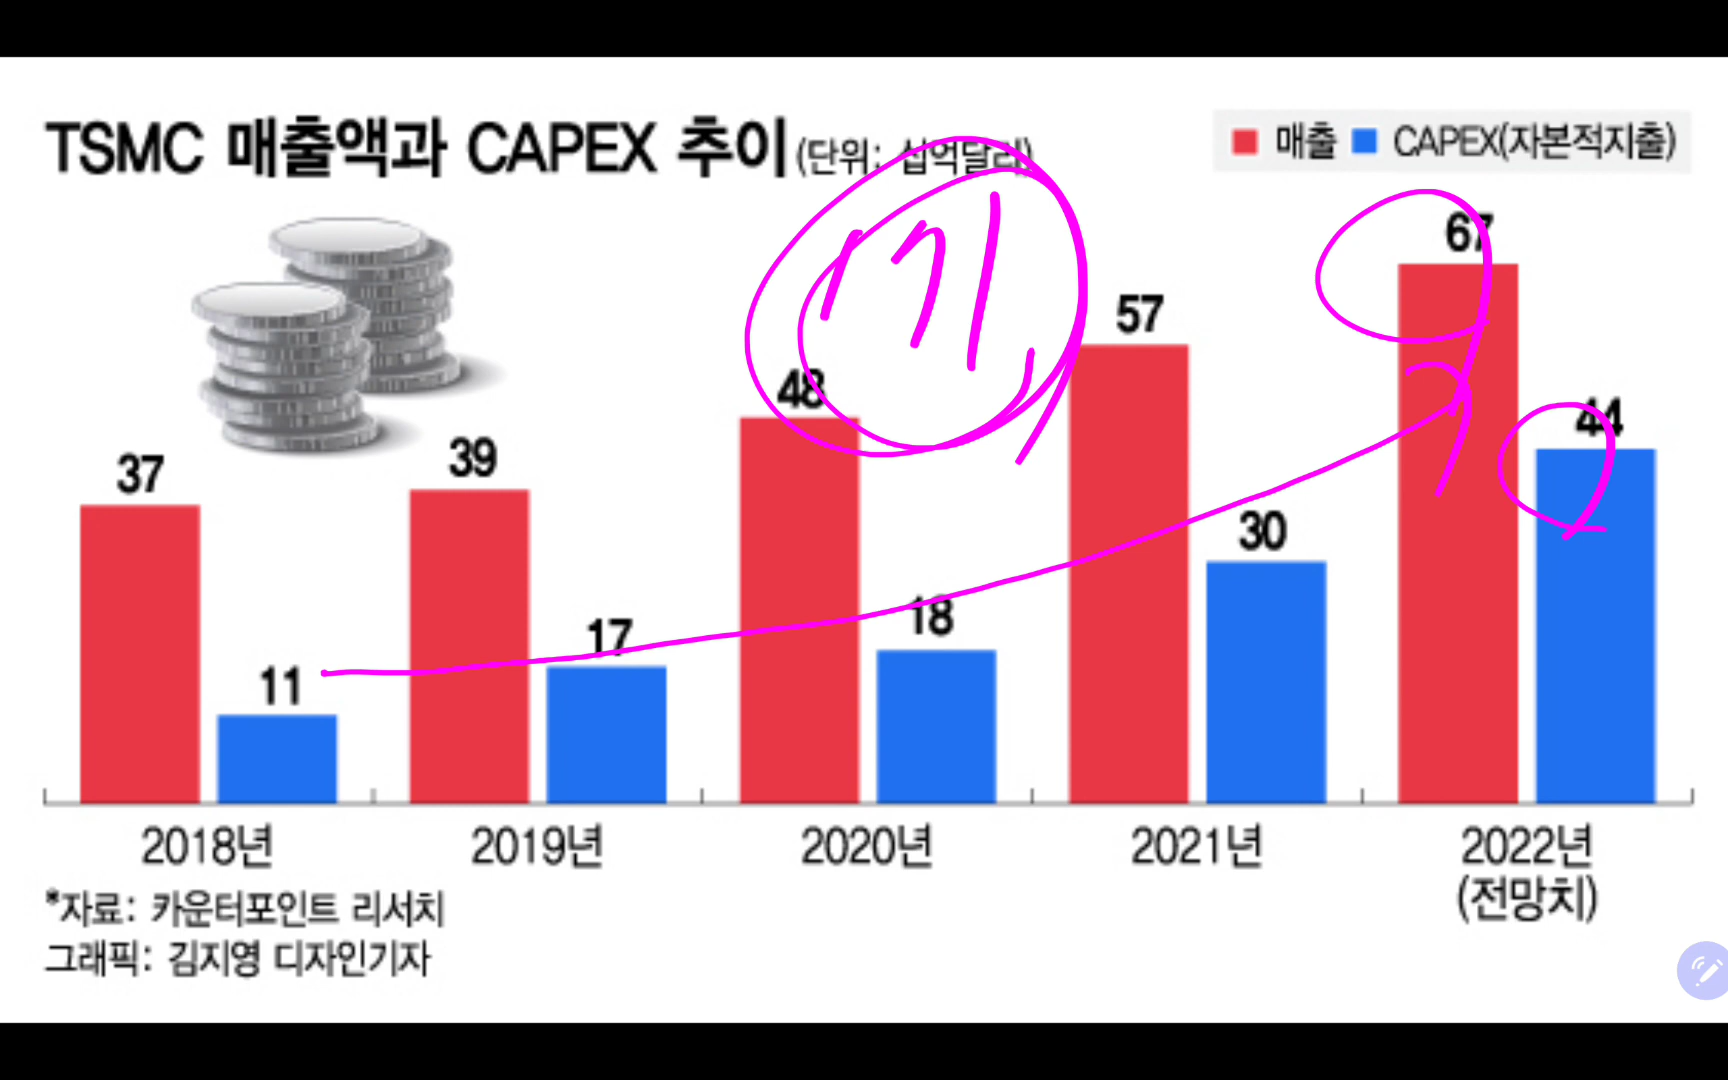 TSMC 매출액과 CAPEX 추이 (단위: 십억달러)
매출 CAPEX(자본적지출)
37 11 39 17 48 18 57 30 67 44
2018년 2019년 2020년 2021년 2022년
(전망치)
*자료: 카운터포인트 리서치
그래픽: 김지영 디자인기자